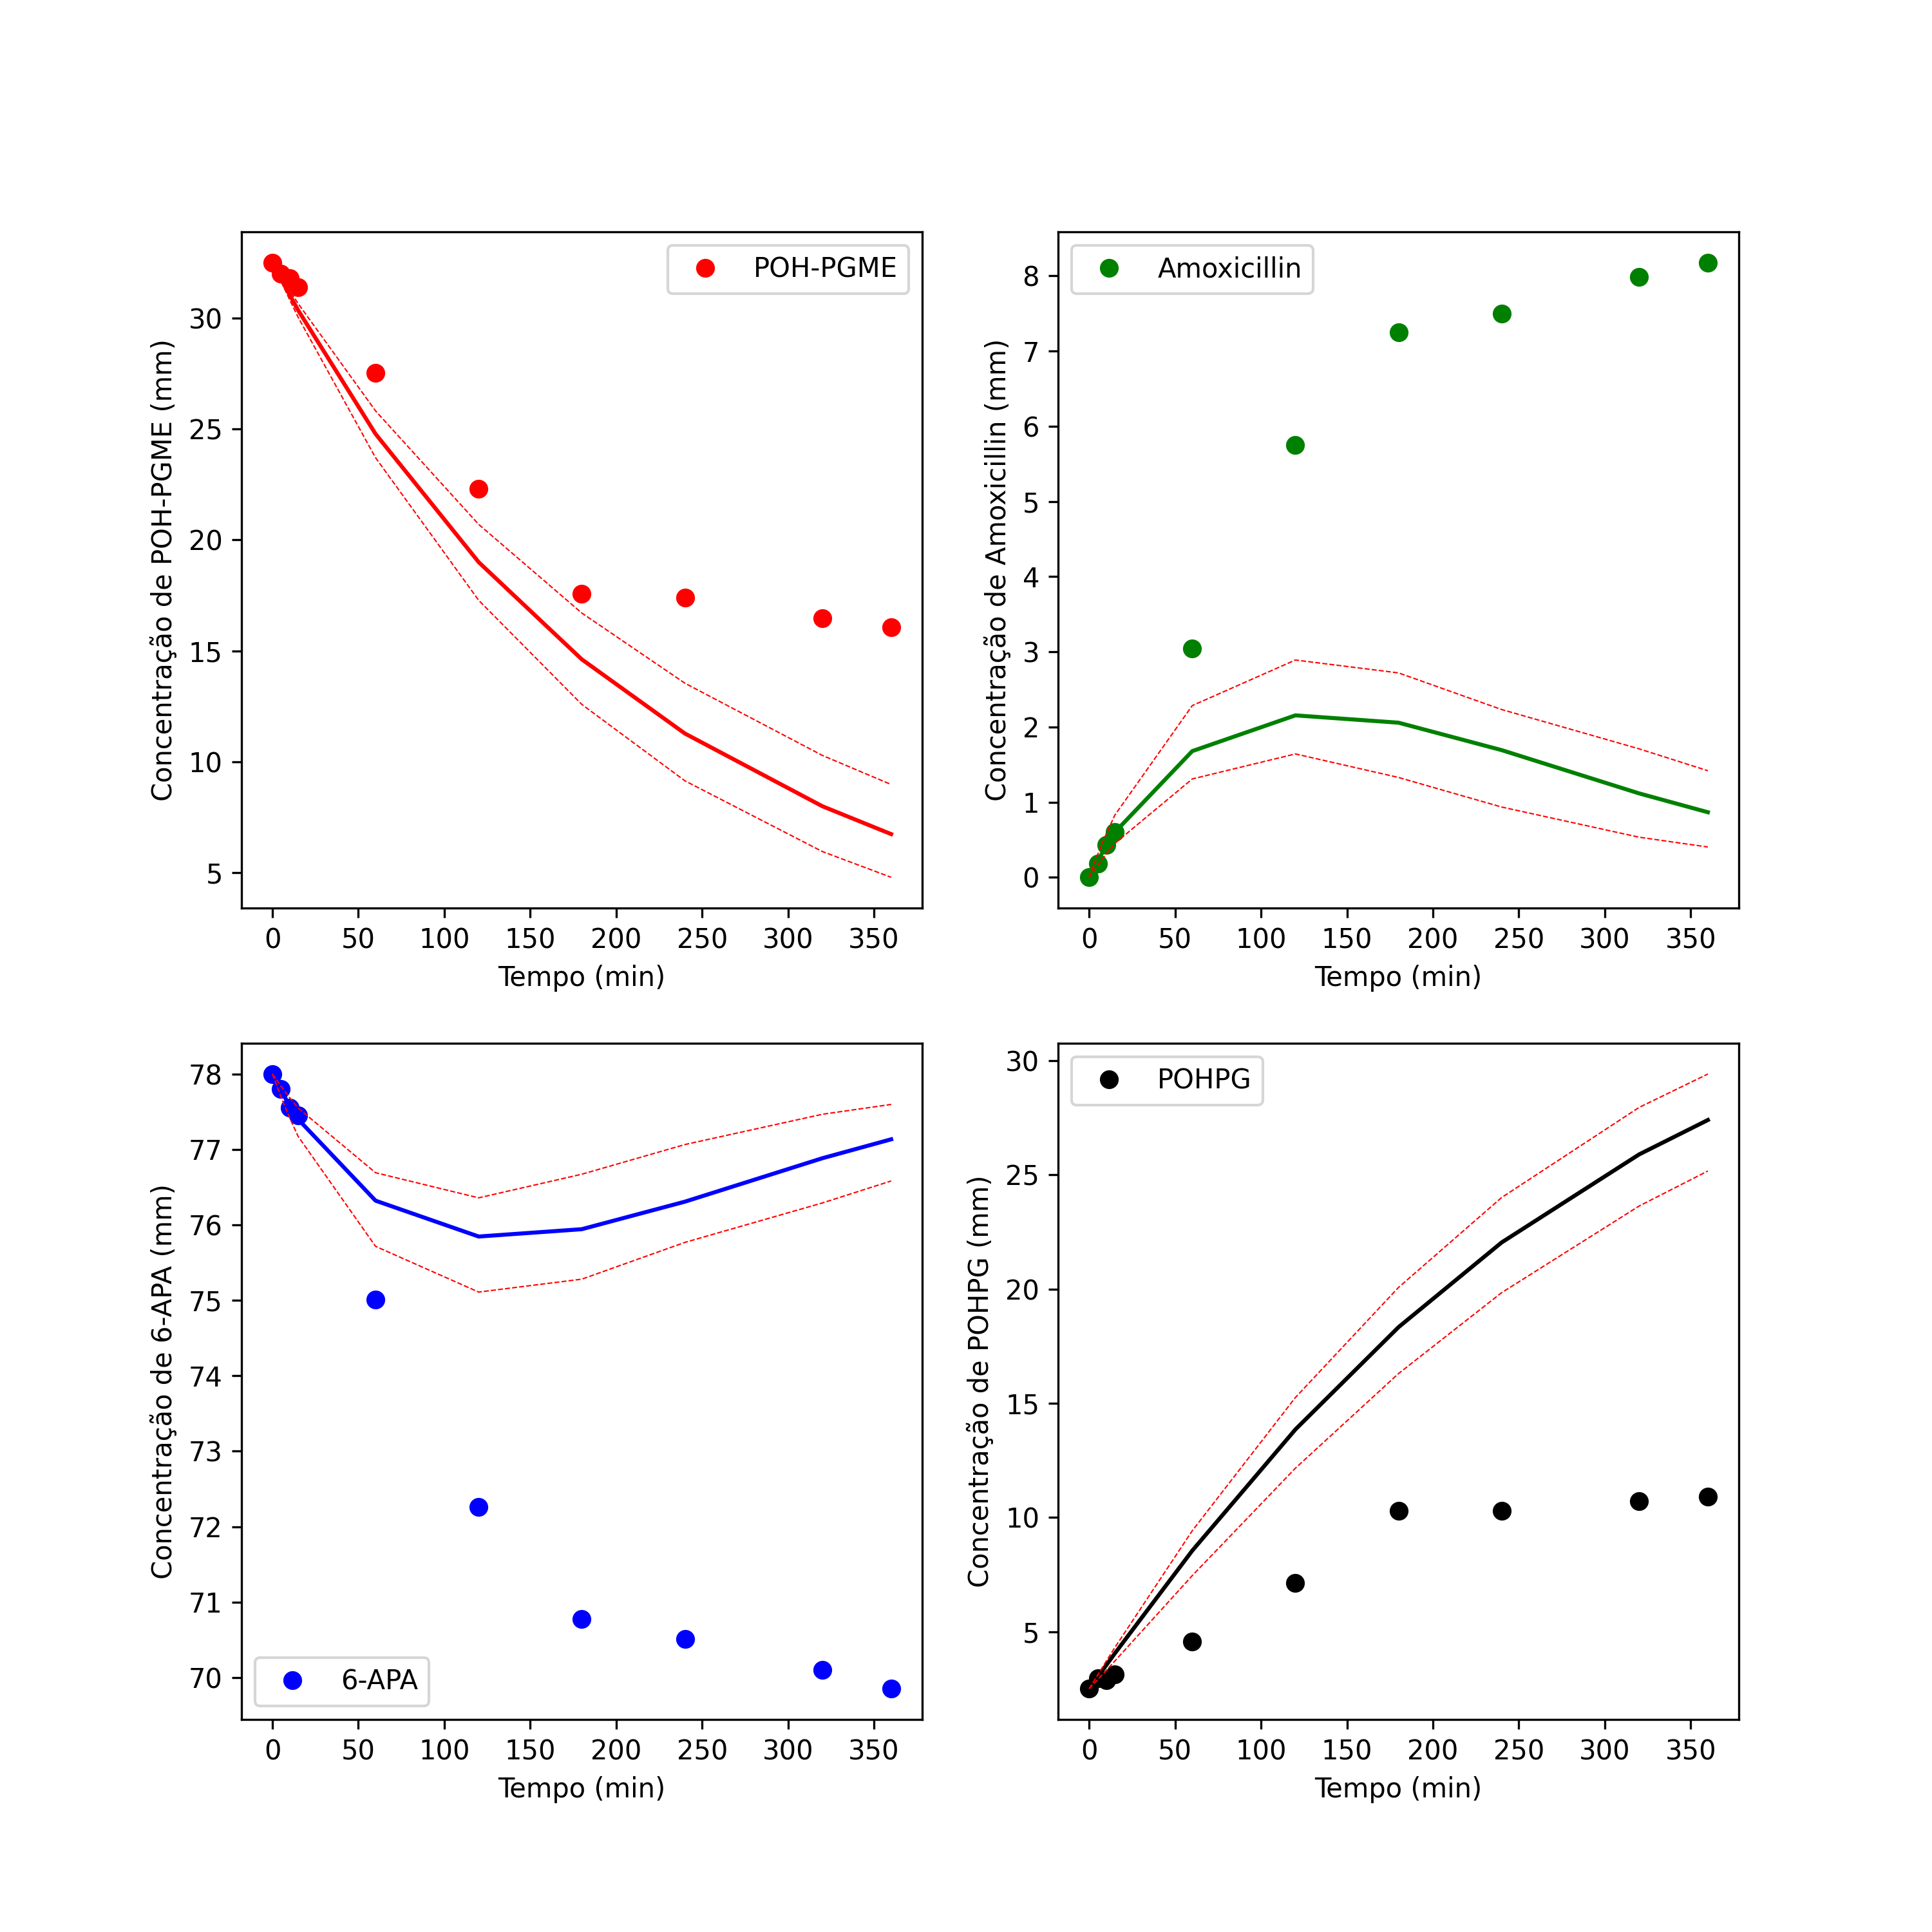 POH-PGME
30
25
20
15
10
5
Concentração de POH-PGME (mm)
0 50 100 150 200 250 300 350
Tempo (min)
Amoxicillin
8
7
6
5
4
3
2
1
0
Concentração de Amoxicillin (mm)
0 50 100 150 200 250 300 350
Tempo (min)
78
77
76
75
74
73
72
71
70
Concentração de 6-APA (mm)
6-APA
0 50 100 150 200 250 300 350
Tempo (min)
POHPG
30
25
20
15
10
5
Concentração de POHPG (mm)
0 50 100 150 200 250 300 350
Tempo (min)